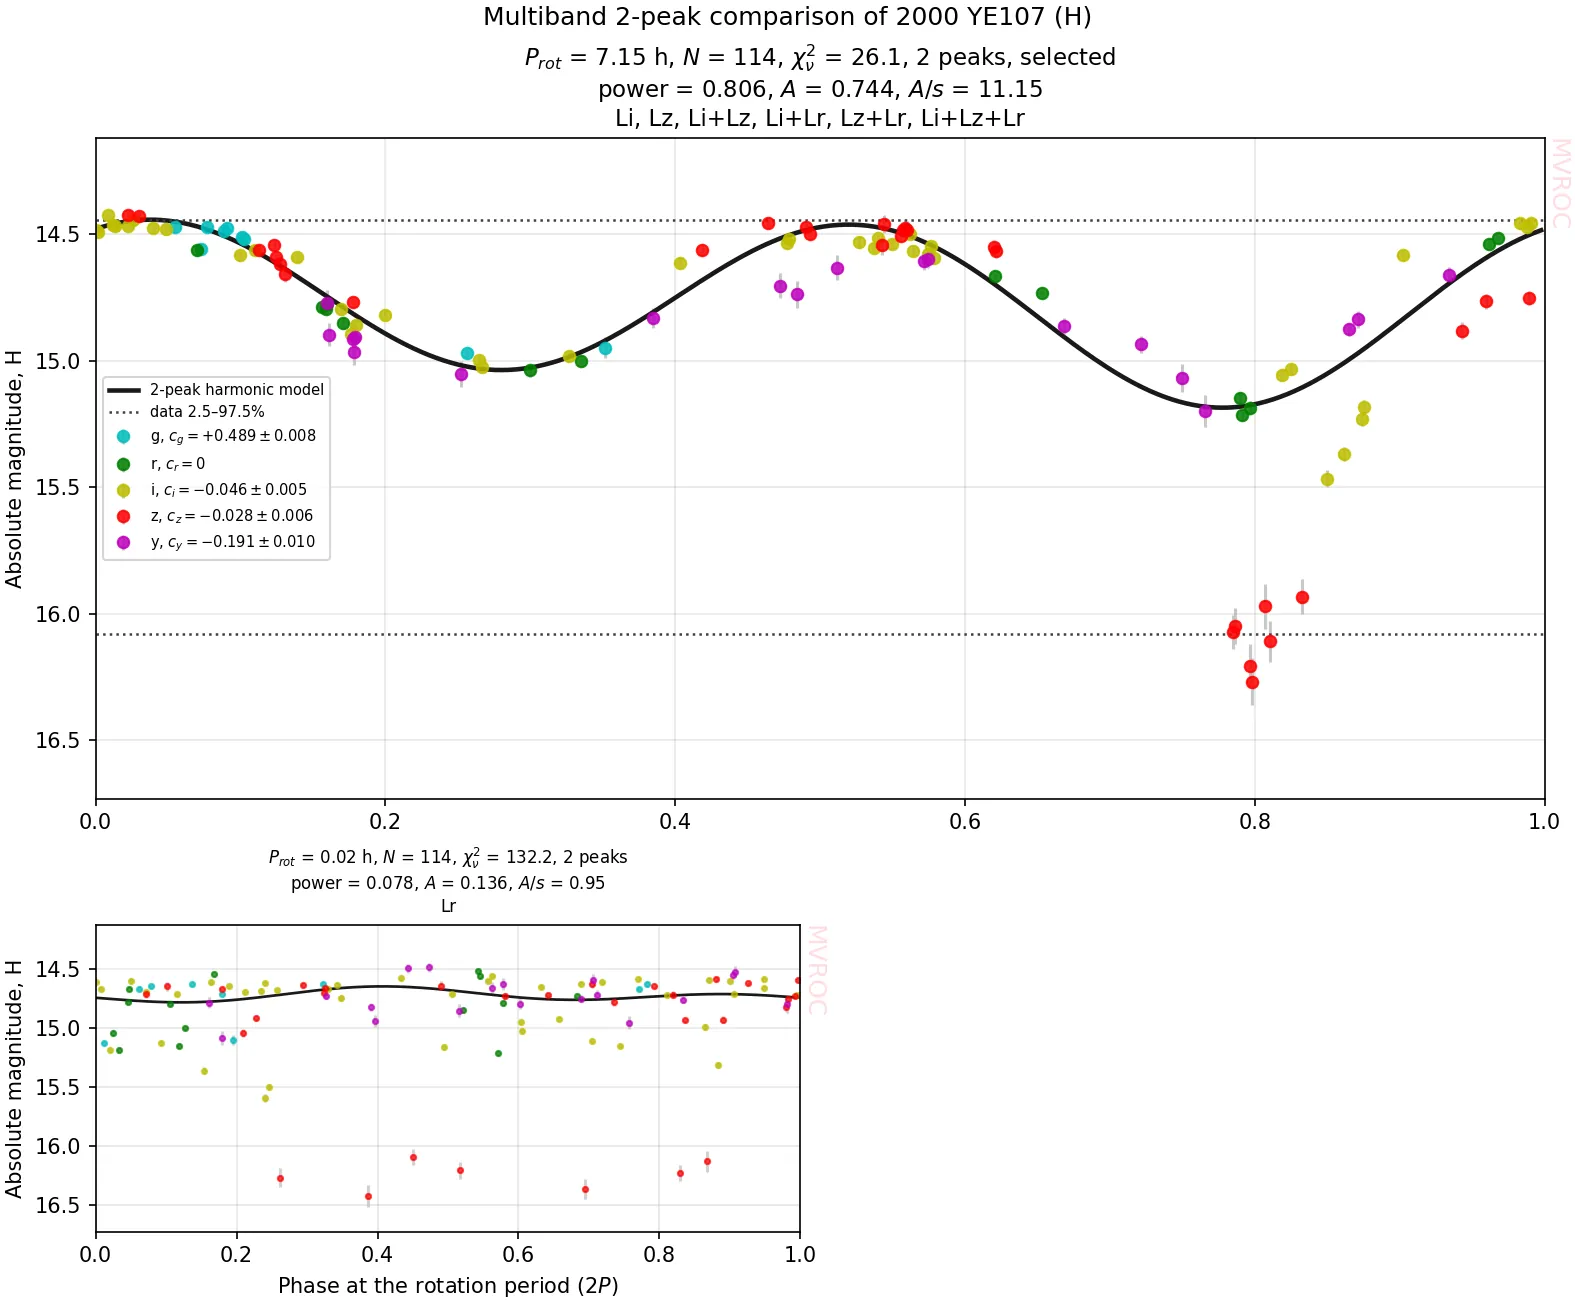 Multiband 2-peak comparison of 2000 YE107 (H)
P_rot = 7.15 h, N = 114, χ²_ν = 26.1, 2 peaks, selected
power = 0.806, A = 0.744, A/s = 11.15
Li, Lz, Li+Lz, Li+Lr, Lz+Lr, Li+Lz+Lr
MVROC
Absolute magnitude, H
14.5
15.0
15.5
16.0
16.5
2-peak harmonic model
data 2.5–97.5%
g, c_g = +0.489 ± 0.008
r, c_r = 0
i, c_i = −0.046 ± 0.005
z, c_z = −0.028 ± 0.006
y, c_y = −0.191 ± 0.010
0.0 0.2 0.4 0.6 0.8 1.0
P_rot = 0.02 h, N = 114, χ²_ν = 132.2, 2 peaks
power = 0.078, A = 0.136, A/s = 0.95
Lr
MVROC
Absolute magnitude, H
14.5
15.0
15.5
16.0
16.5
0.0 0.2 0.4 0.6 0.8 1.0
Phase at the rotation period (2P)